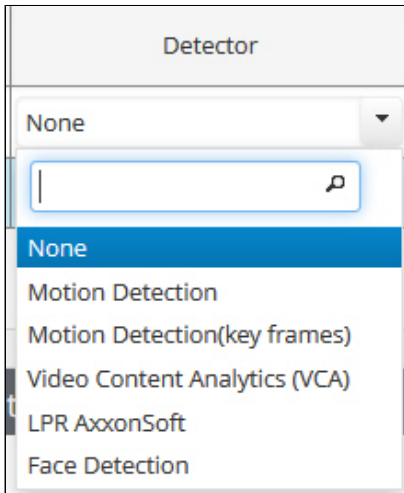 Detector
None
None
Motion Detection
Motion Detection(key frames)
Video Content Analytics (VCA)
LPR AxxonSoft
Face Detection